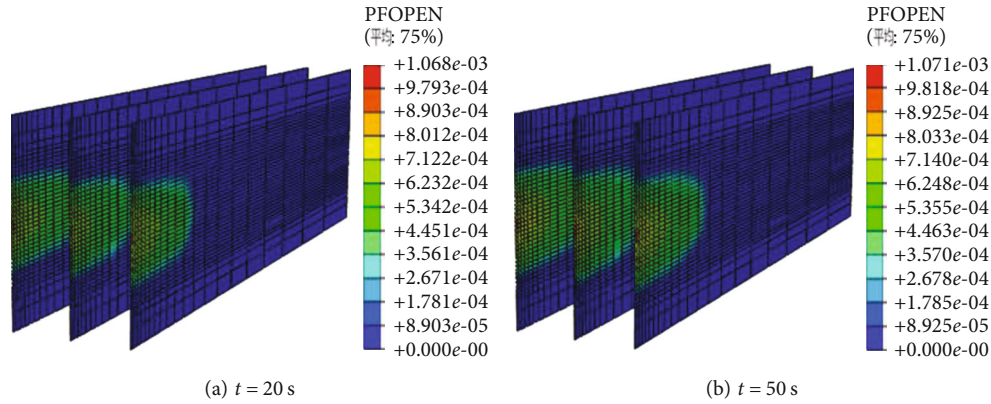 PFOPEN
(平均: 75%)
+1.068e-03
+9.793e-04
+8.903e-04
+8.012e-04
+7.122e-04
+6.232e-04
+5.342e-04
+4.451e-04
+3.561e-04
+2.671e-04
+1.781e-04
+8.903e-05
+0.000e-00
(a) t = 20 s
PFOPEN
(平均: 75%)
+1.071e-03
+9.818e-04
+8.925e-04
+8.033e-04
+7.140e-04
+6.248e-04
+5.355e-04
+4.463e-04
+3.570e-04
+2.678e-04
+1.785e-04
+8.925e-05
+0.000e-00
(b) t = 50 s